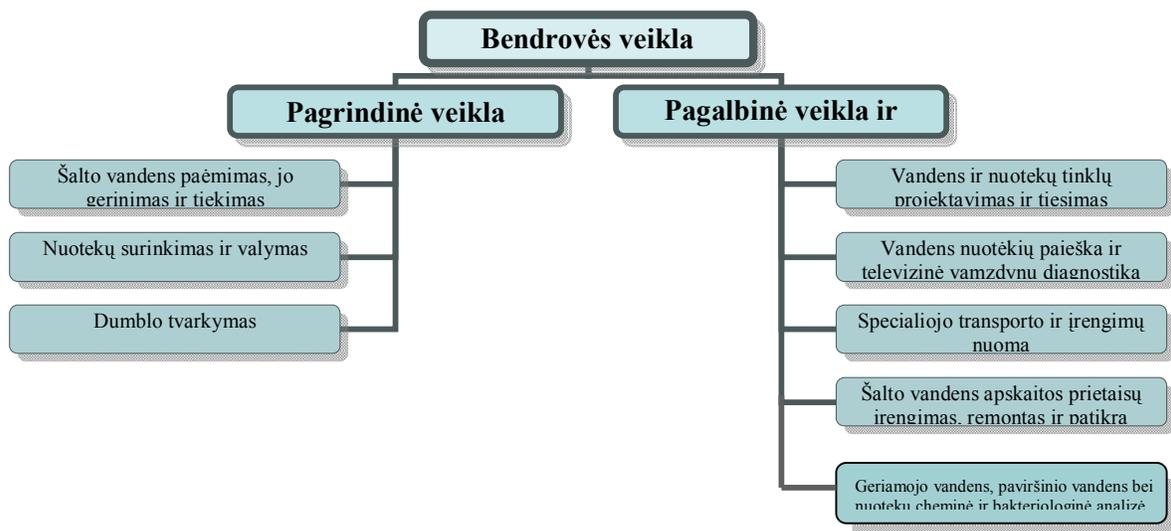 Bendrovės veikla
Pagrindinė veikla
Pagalbinė veikla ir
Šalto vandens paėmimas, jo
gerinimas ir tiekimas
Nuotekų surinkimas ir valymas
Dumblo tvarkymas
Vandens ir nuotekų tinklų
projektavimas ir tiesimas
Vandens nuotėkių paieška ir
televizinė vamzdynų diagnostika
Specialiojo transporto ir įrengimų
nuoma
Šalto vandens apskaitos prietaisų
įrengimas, remontas ir patikra
Geriamojo vandens, paviršinio vandens bei
nuotekų cheminė ir bakteriologinė analizė